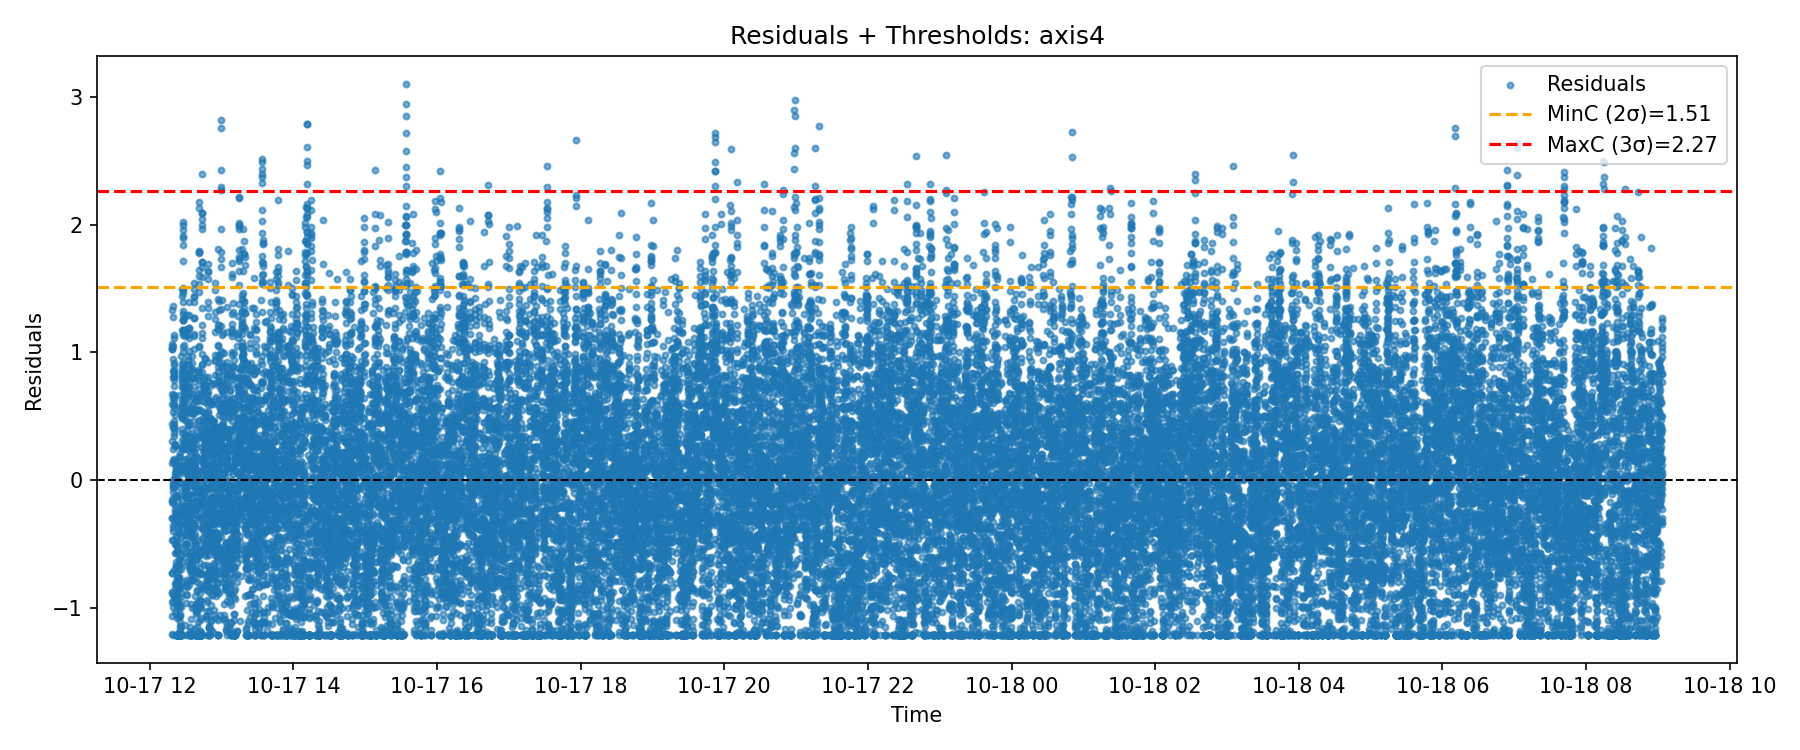 Residuals + Thresholds: axis4
Residuals
MinC (2σ)=1.51
MaxC (3σ)=2.27
3
2
1
0
−1
Residuals
10-17 12
10-17 14
10-17 16
10-17 18
10-17 20
10-17 22
10-18 00
10-18 02
10-18 04
10-18 06
10-18 08
10-18 10
Time